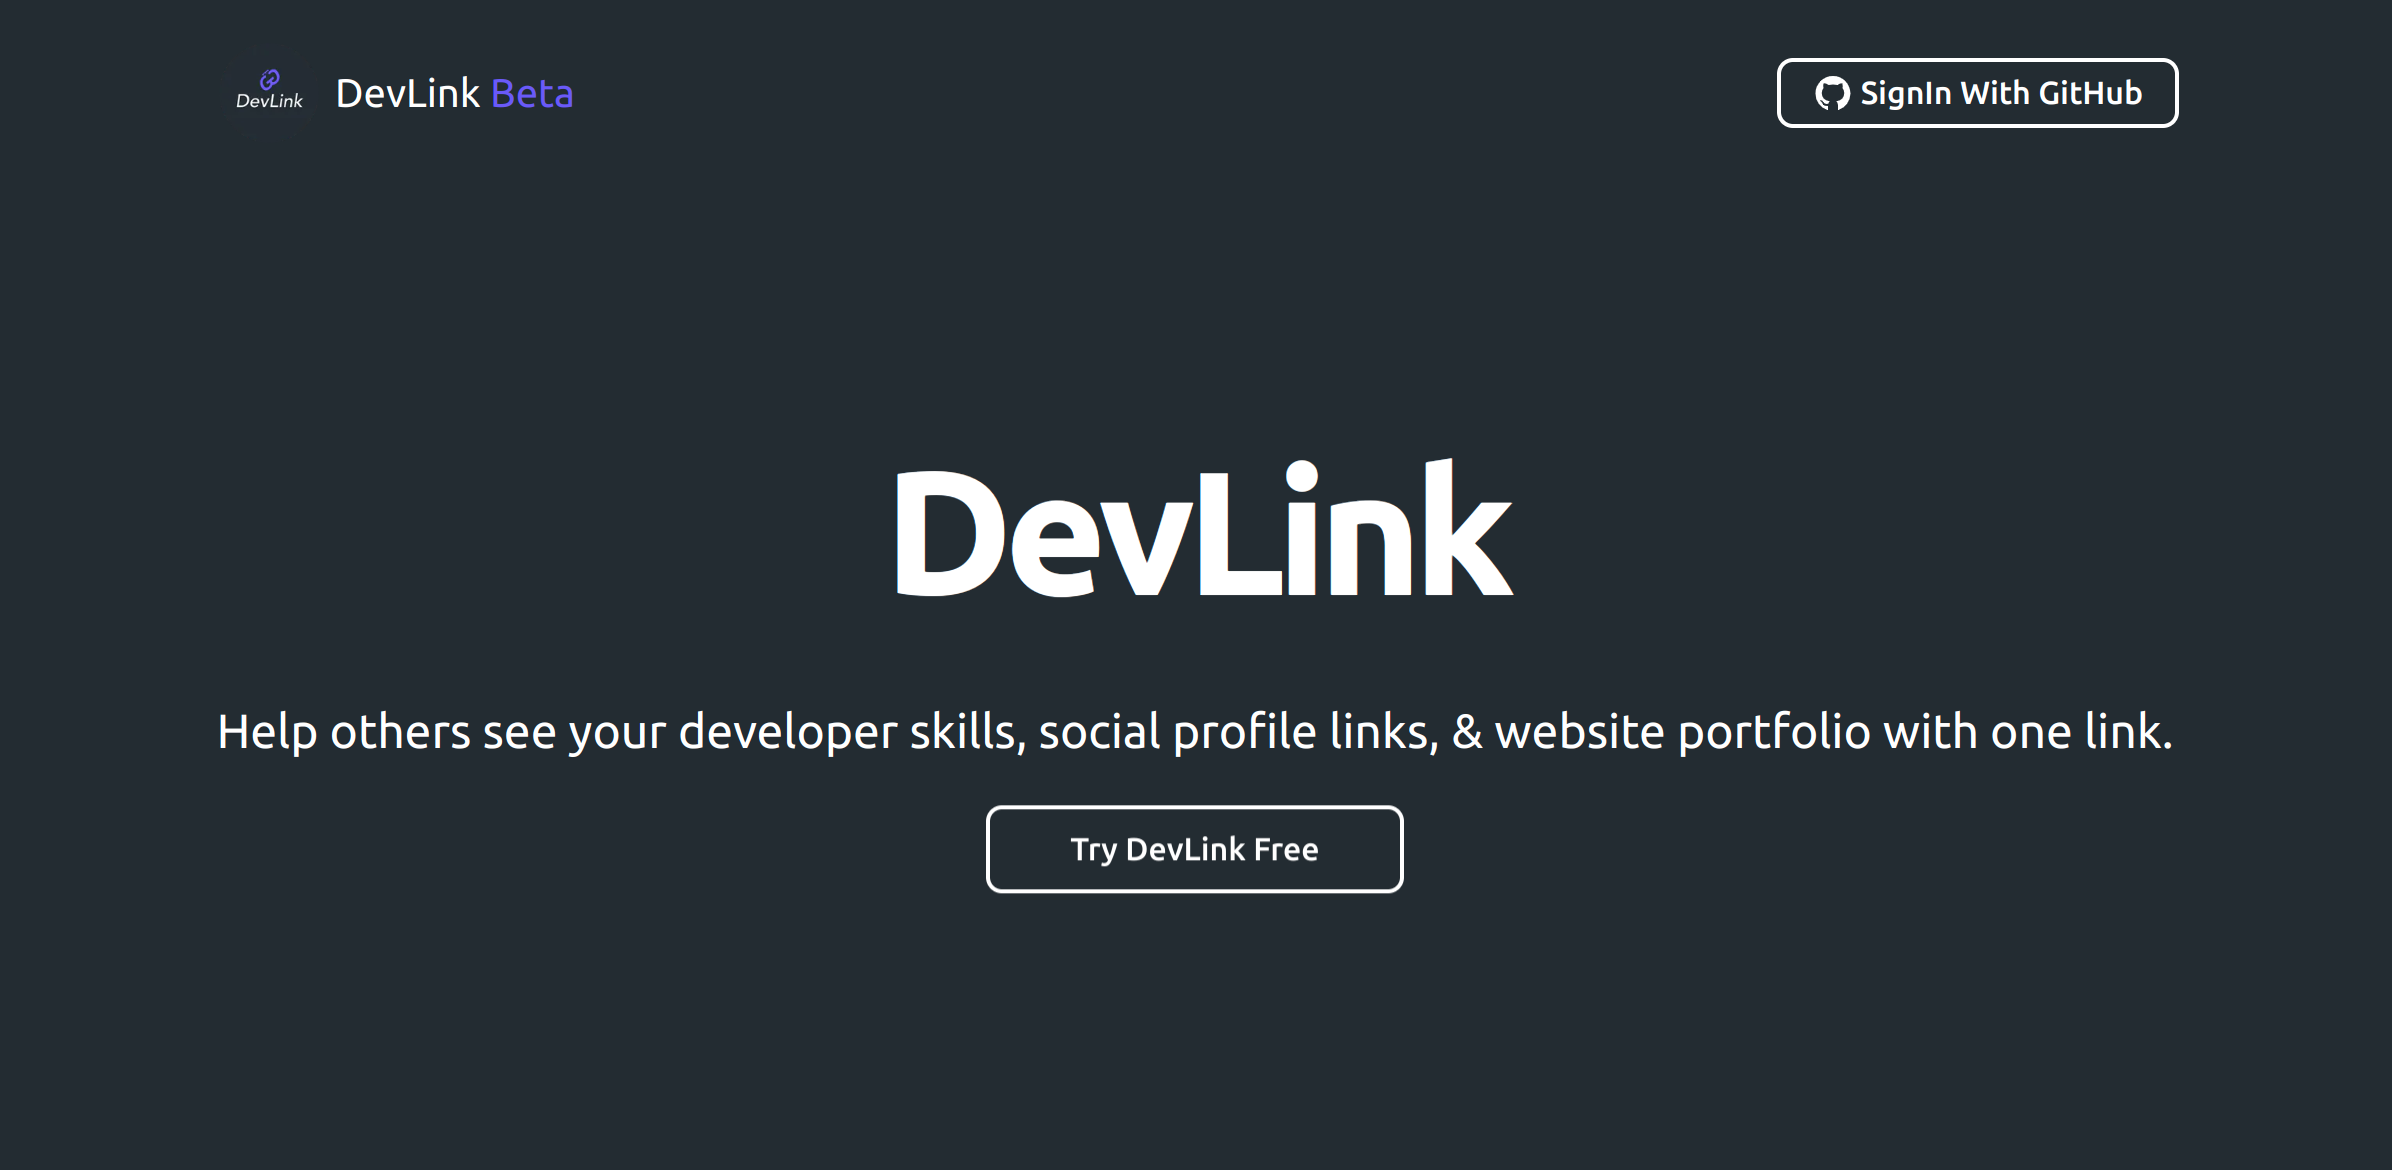 DevLink
DevLink Beta
SignIn With GitHub
DevLink
Help others see your developer skills, social profile links, & website portfolio with one link.
Try DevLink Free